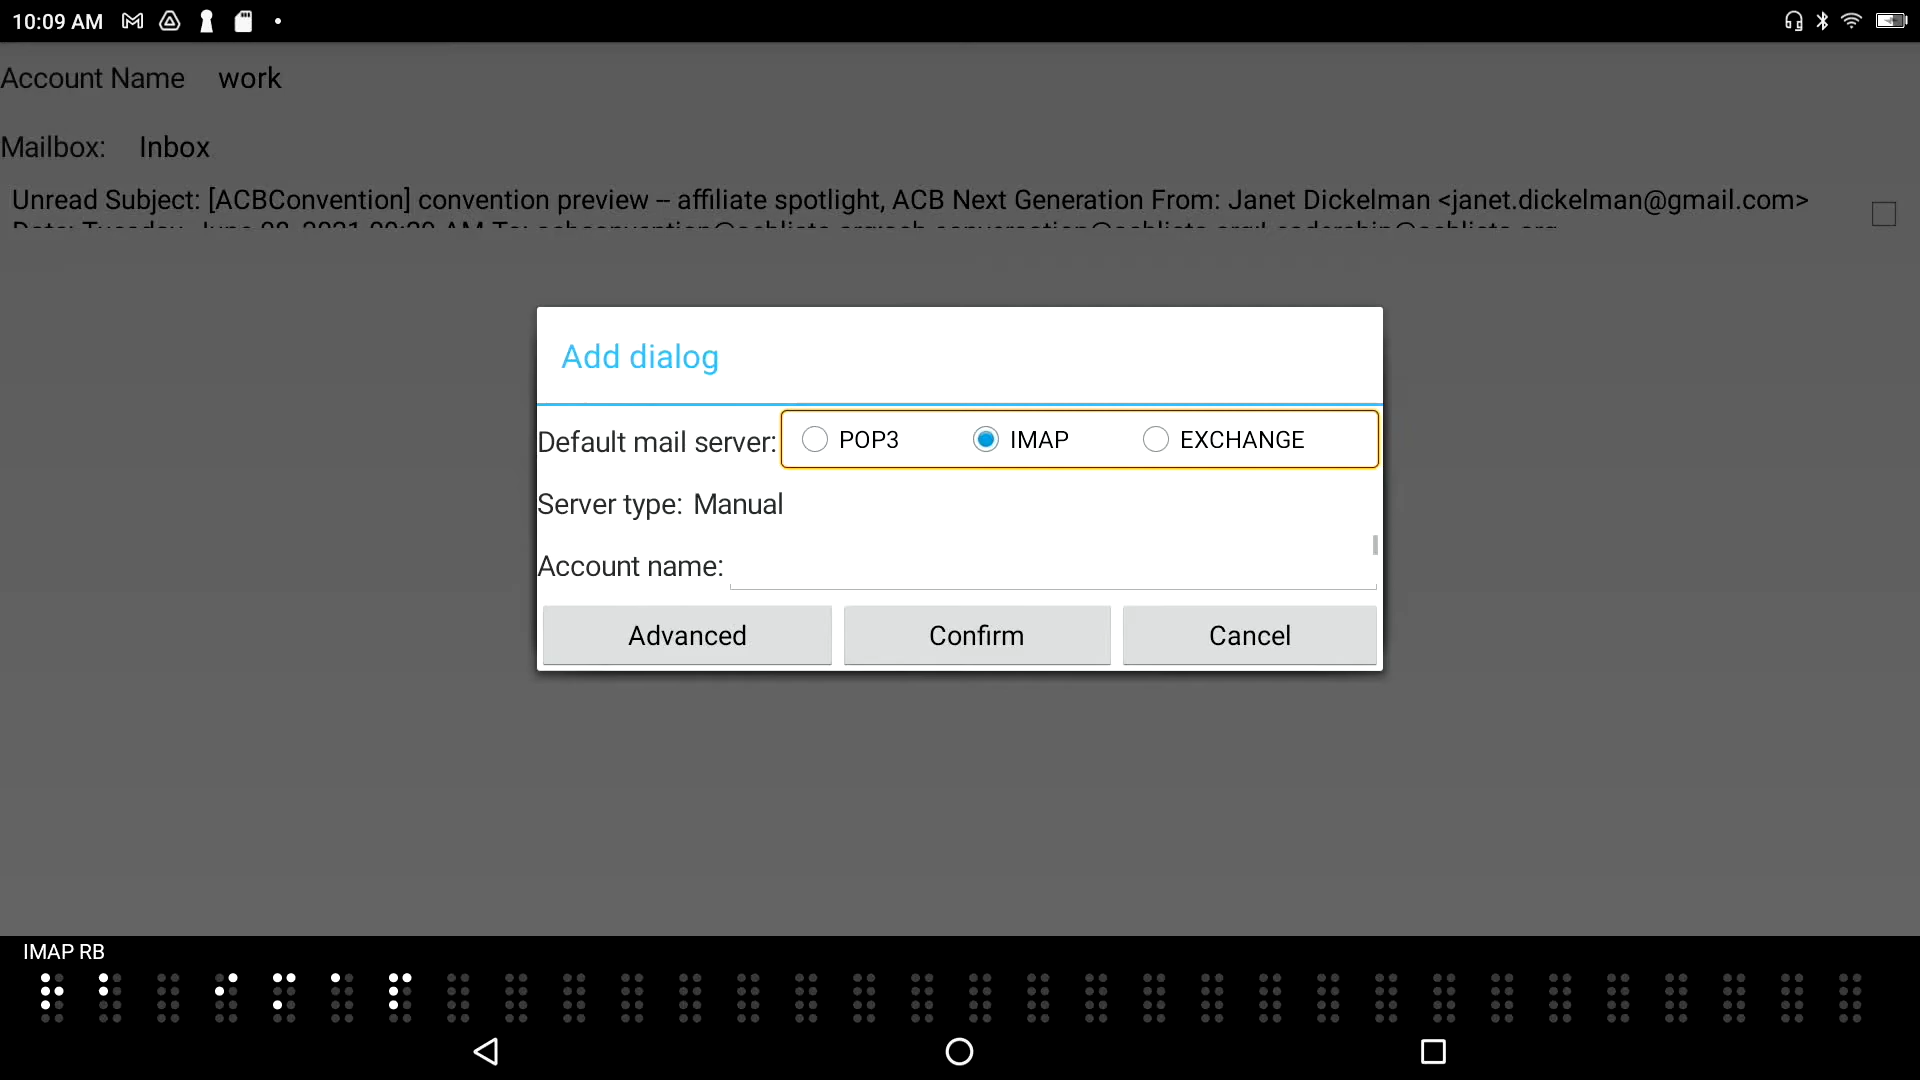 10:09 AM
Account Name work
Mailbox: Inbox
Unread Subject: [ACBConvention] convention preview -- affiliate spotlight, ACB Next Generation From: Janet Dickelman <janet.dickelman@gmail.com>
Add dialog
Default mail server: POP3 IMAP EXCHANGE
Server type: Manual
Account name:
Advanced Confirm Cancel
IMAP RB